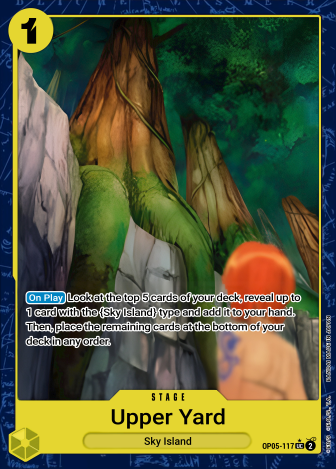 1
On Play Look at the top 5 cards of your deck, reveal up to
1 card with the {Sky Island} type and add it to your hand.
Then, place the remaining cards at the bottom of your
deck in any order.
STAGE
Upper Yard
Sky Island
OP05-117 UC 2